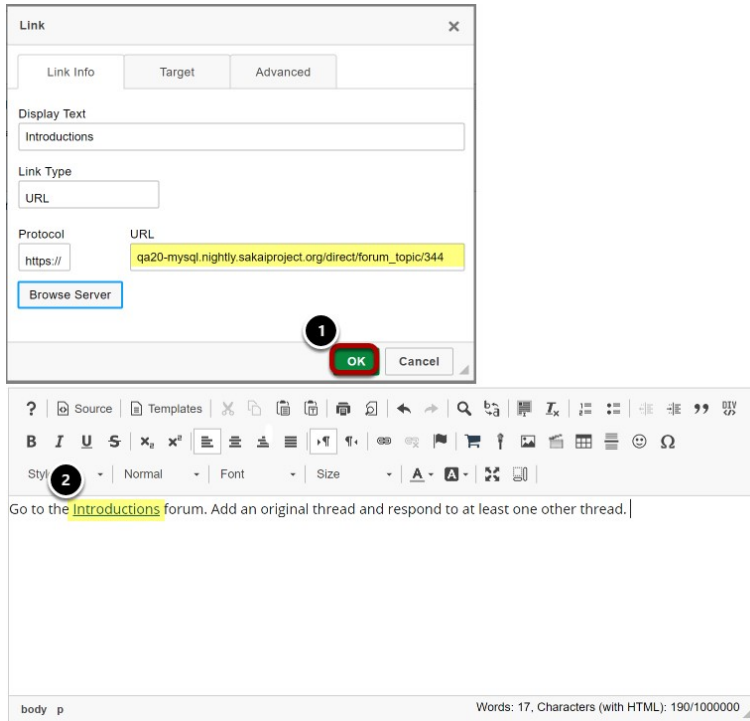 Link
Link Info Target Advanced
Display Text
Introductions
Link Type
URL
Protocol URL
https:// qa20-mysql.nightly.sakaiproject.org/direct/forum_topic/344
Browse Server
1
OK Cancel
? Source Templates
B I U S x₂ x² ¶ ¶ Ω
2
Styl Normal Font Size A A
Go to the Introductions forum. Add an original thread and respond to at least one other thread.
body p Words: 17, Characters (with HTML): 190/1000000